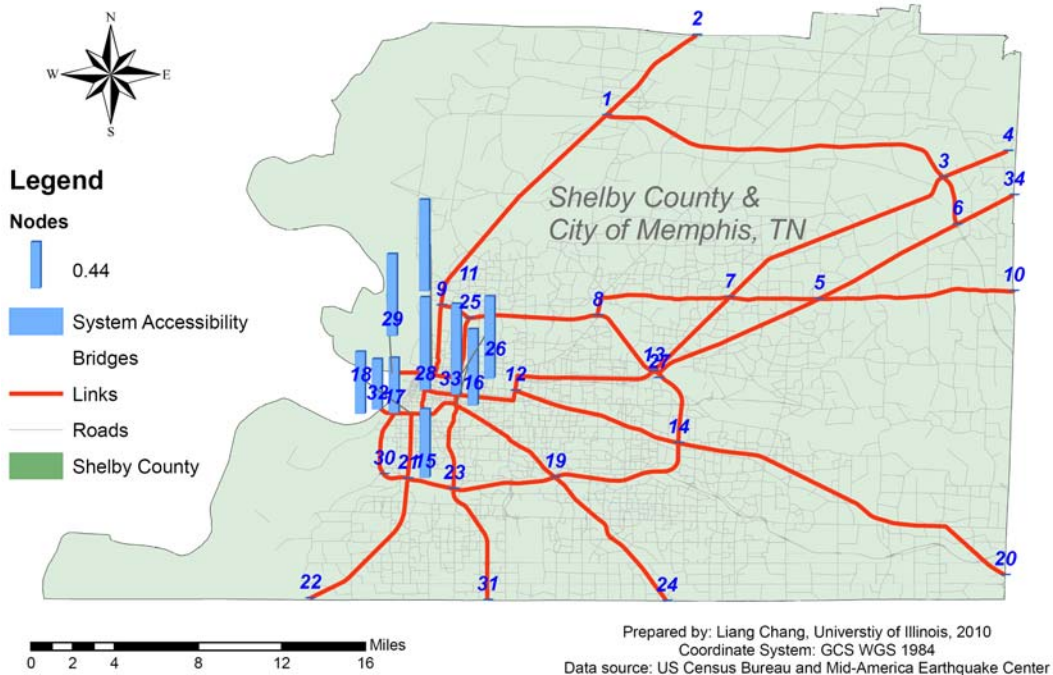 N
W
E
S
Legend
Nodes
0.44
System Accessibility
Bridges
Links
Roads
Shelby County
Shelby County &
City of Memphis, TN
2
1
4
3
34
6
11
10
9
7
5
25
8
29
26
13
27
12
18
32
17
28
33
16
14
30
21
15
23
19
20
22
31
24
Miles
0 2 4 8 12 16
Prepared by: Liang Chang, Universtiy of Illinois, 2010
Coordinate System: GCS WGS 1984
Data source: US Census Bureau and Mid-America Earthquake Center